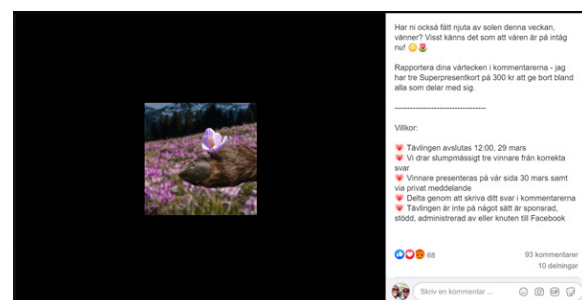 Har ni också fått njuta av solen denna veckan,
vänner? Visst känns det som att våren är på intåg
nu! 😊🌷
Rapportera dina vårtecken i kommentarerna - jag
har tre Superpresentkort på 300 kr att ge bort bland
alla som delar med sig.
-----------------------------------
Villkor:
💗 Tävlingen avslutas 12:00, 29 mars
💗 Vi drar slumpmässigt tre vinnare från korrekta
svar
💗 Vinnare presenteras på vår sida 30 mars samt
via privat meddelande
💗 Delta genom att skriva ditt svar i kommentarerna
💗 Tävlingen är inte på något sätt är sponsrad,
stödd, administrerad av eller knuten till Facebook
68
93 kommentarer
10 delningar
Skriv en kommentar ...
GIF